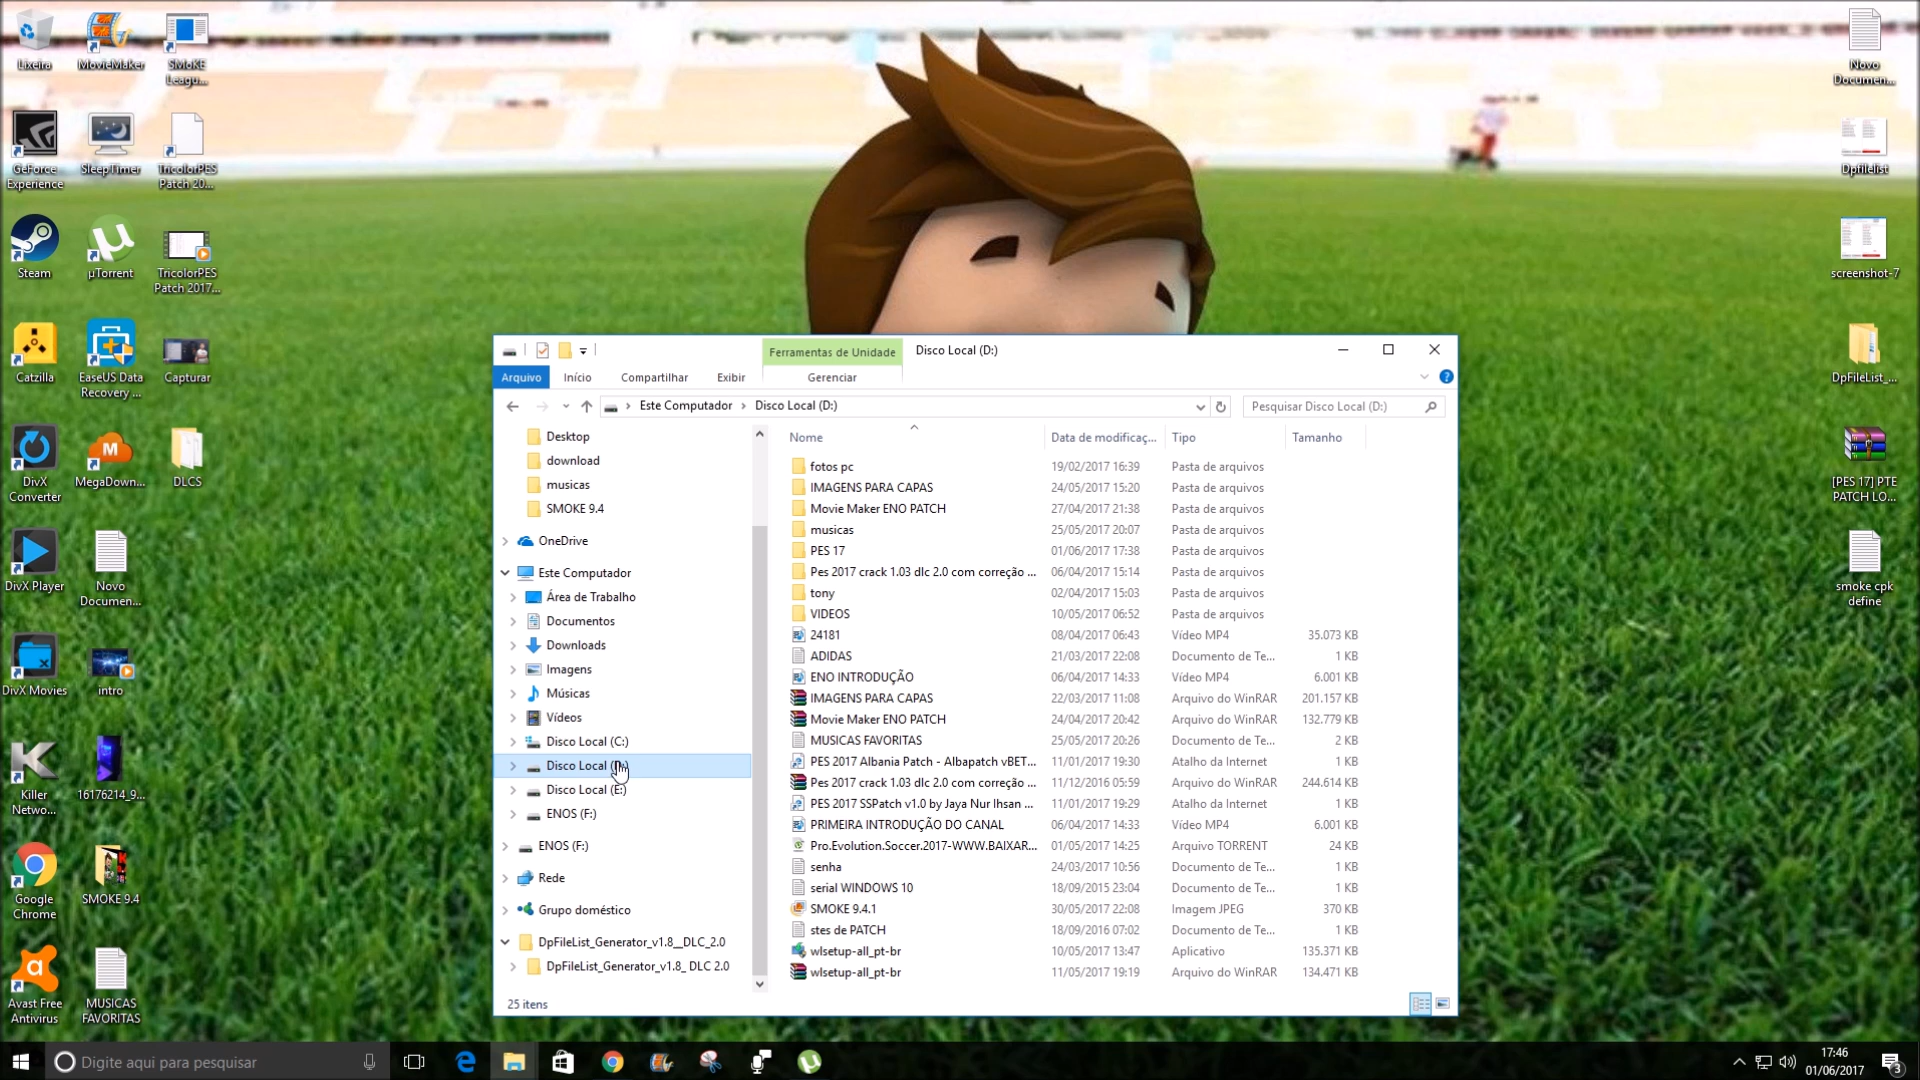 Lixeira
MovieMaker
SMoKE
Leagu...
GeForce
Experience
SleepTimer
TricolorPES
Patch 20...
Steam
µTorrent
TricolorPES
Patch 2017...
Catzilla
EaseUS Data
Recovery ...
Capturar
DivX
Converter
MegaDown...
DLCS
DivX Player
Novo
Documen...
DivX Movies
intro
Killer
Netwo...
16176214_9...
Google
Chrome
SMOKE 9.4
Avast Free
Antivirus
MUSICAS
FAVORITAS
Novo
Documen...
Dpfilelist
screenshot-7
DpFileList_...
[PES 17] PTE
PATCH LO...
smoke cpk
define
Ferramentas de Unidade
Disco Local (D:)
Arquivo
Início
Compartilhar
Exibir
Gerenciar
Este Computador
Disco Local (D:)
Pesquisar Disco Local (D:)
Desktop
download
musicas
SMOKE 9.4
OneDrive
Este Computador
Área de Trabalho
Documentos
Downloads
Imagens
Músicas
Vídeos
Disco Local (C:)
Disco Local
Disco Local (E:)
ENOS (F:)
ENOS (F:)
Rede
Grupo doméstico
DpFileList_Generator_v1.8__DLC_2.0
DpFileList_Generator_v1.8_ DLC 2.0
Nome Data de modificaç... Tipo Tamanho
fotos pc 19/02/2017 16:39 Pasta de arquivos
IMAGENS PARA CAPAS 24/05/2017 15:20 Pasta de arquivos
Movie Maker ENO PATCH 27/04/2017 21:38 Pasta de arquivos
musicas 25/05/2017 20:07 Pasta de arquivos
PES 17 01/06/2017 17:38 Pasta de arquivos
Pes 2017 crack 1.03 dlc 2.0 com correção ... 06/04/2017 15:14 Pasta de arquivos
tony 02/04/2017 15:03 Pasta de arquivos
VIDEOS 10/05/2017 06:52 Pasta de arquivos
24181 08/04/2017 06:43 Vídeo MP4 35.073 KB
ADIDAS 21/03/2017 22:08 Documento de Te... 1 KB
ENO INTRODUÇÃO 06/04/2017 14:33 Vídeo MP4 6.001 KB
IMAGENS PARA CAPAS 22/03/2017 11:08 Arquivo do WinRAR 201.157 KB
Movie Maker ENO PATCH 24/04/2017 20:42 Arquivo do WinRAR 132.779 KB
MUSICAS FAVORITAS 25/05/2017 20:26 Documento de Te... 2 KB
PES 2017 Albania Patch - Albapatch vBET... 11/01/2017 19:30 Atalho da Internet 1 KB
Pes 2017 crack 1.03 dlc 2.0 com correção ... 11/12/2016 05:59 Arquivo do WinRAR 244.614 KB
PES 2017 SSPatch v1.0 by Jaya Nur Ihsan ... 11/01/2017 19:29 Atalho da Internet 1 KB
PRIMEIRA INTRODUÇÃO DO CANAL 06/04/2017 14:33 Vídeo MP4 6.001 KB
Pro.Evolution.Soccer.2017-WWW.BAIXAR... 01/05/2017 14:25 Arquivo TORRENT 24 KB
senha 24/03/2017 10:56 Documento de Te... 1 KB
serial WINDOWS 10 18/09/2015 23:04 Documento de Te... 1 KB
SMOKE 9.4.1 30/05/2017 22:08 Imagem JPEG 370 KB
stes de PATCH 18/09/2016 07:02 Documento de Te... 1 KB
wlsetup-all_pt-br 10/05/2017 13:47 Aplicativo 135.371 KB
wlsetup-all_pt-br 11/05/2017 19:19 Arquivo do WinRAR 134.471 KB
25 itens
Digite aqui para pesquisar
17:46
01/06/2017
3